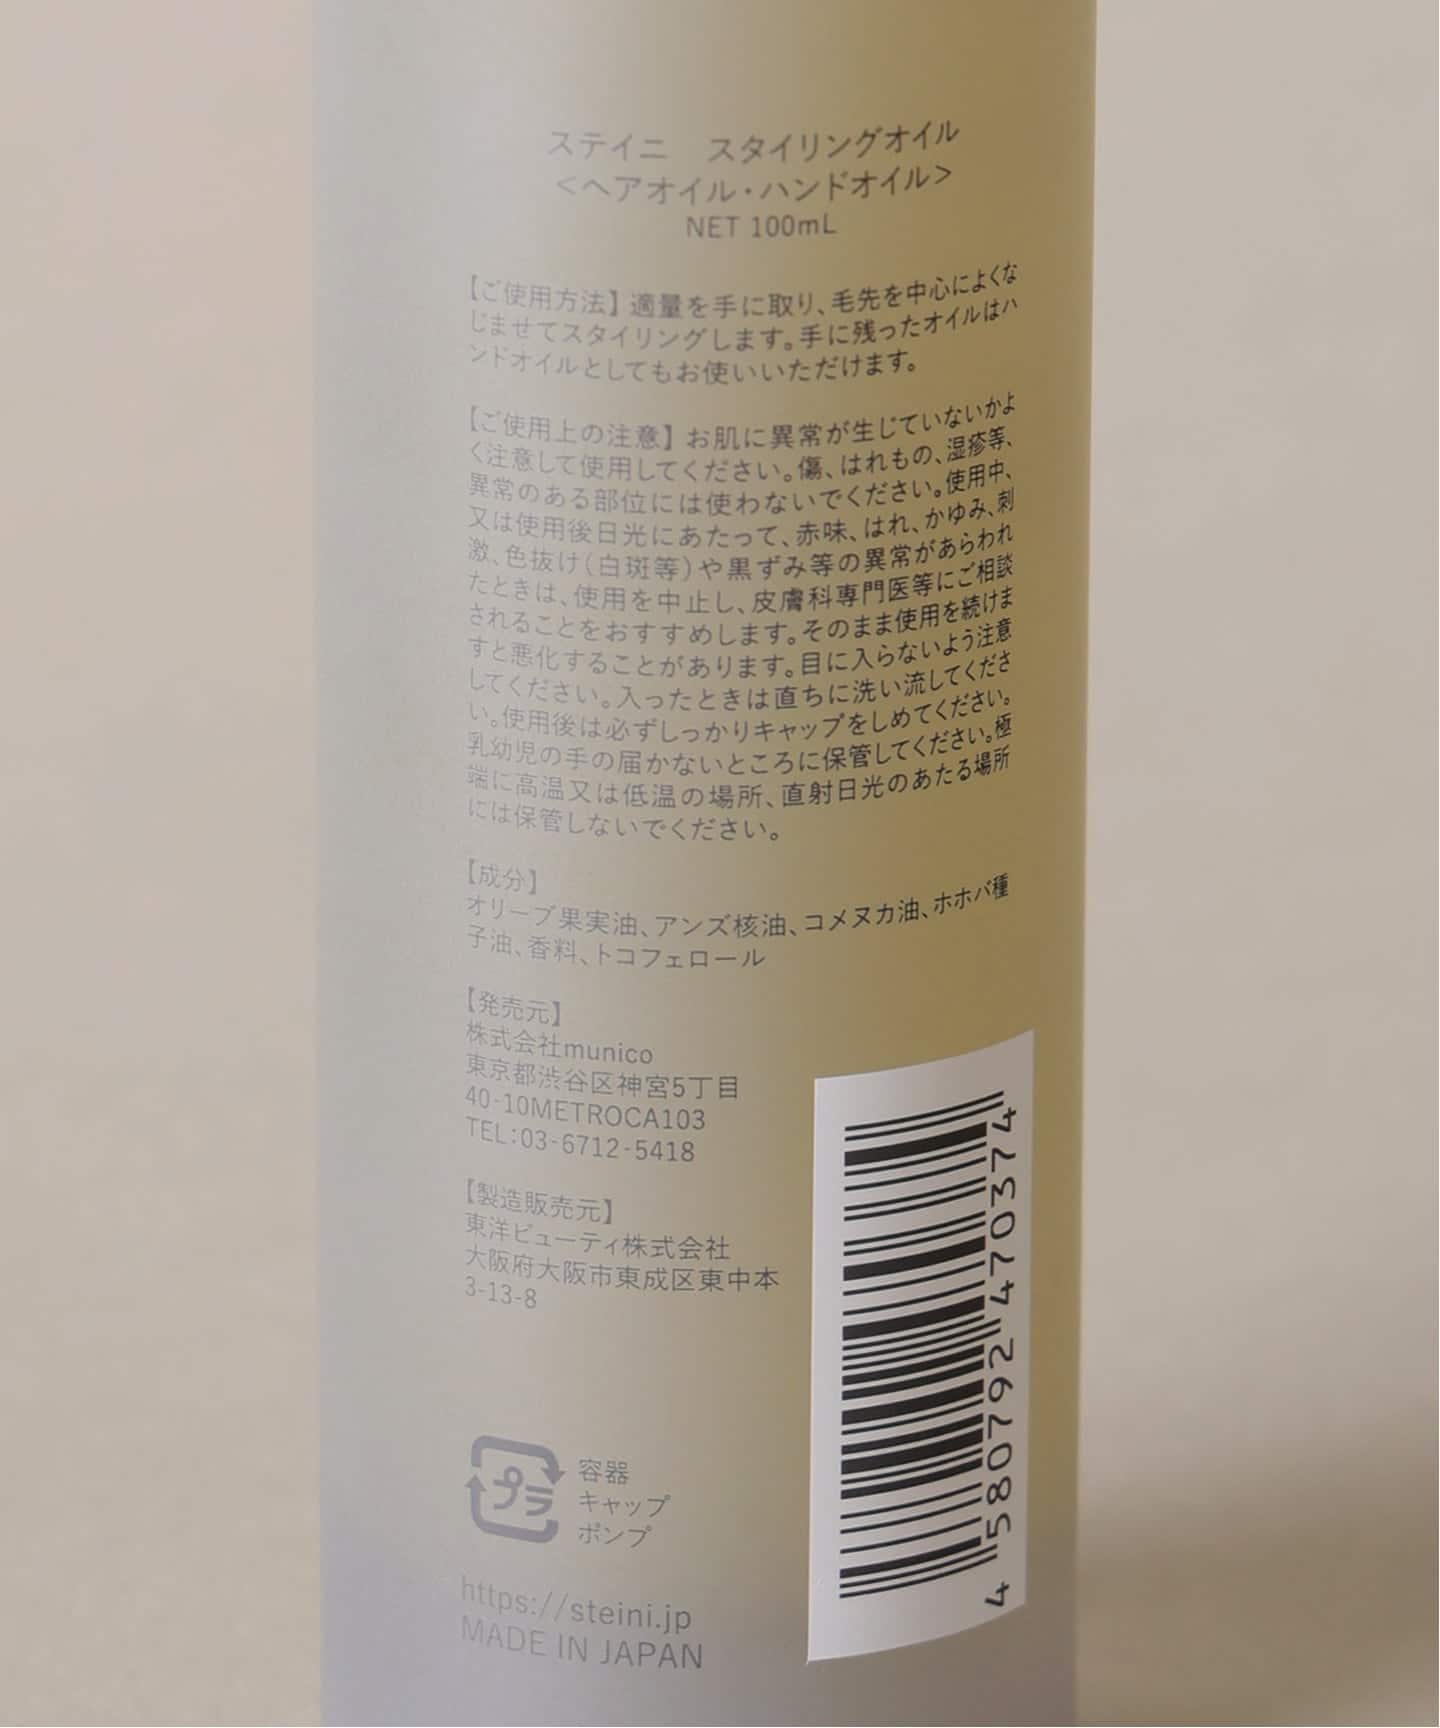 ステイニ　スタイリングオイル
＜ヘアオイル・ハンドオイル＞
NET 100mL
【ご使用方法】適量を手に取り、毛先を中心によくな
じませてスタイリングします。手に残ったオイルはハ
ンドオイルとしてもお使いいただけます。
【ご使用上の注意】お肌に異常が生じていないかよ
く注意して使用してください。傷、はれもの、湿疹等、
異常のある部位には使わないでください。使用中、
又は使用後日光にあたって、赤味、はれ、かゆみ、刺
激、色抜け（白斑等）や黒ずみ等の異常があらわれ
たときは、使用を中止し、皮膚科専門医等にご相談
されることをおすすめします。そのまま使用を続けま
すと悪化することがあります。目に入らないよう注意
してください。入ったときは直ちに洗い流してくださ
い。使用後は必ずしっかりキャップをしめてください。
乳幼児の手の届かないところに保管してください。極
端に高温又は低温の場所、直射日光のあたる場所
には保管しないでください。
【成分】
オリーブ果実油、アンズ核油、コメヌカ油、ホホバ種
子油、香料、トコフェロール
【発売元】
株式会社munico
東京都渋谷区神宮5丁目
40-10METROCA103
TEL：03-6712-5418
【製造販売元】
東洋ビューティ株式会社
大阪府大阪市東成区東中本
3-13-8
プラ
容器
キャップ
ポンプ
https://steini.jp
MADE IN JAPAN
4 580792 470374